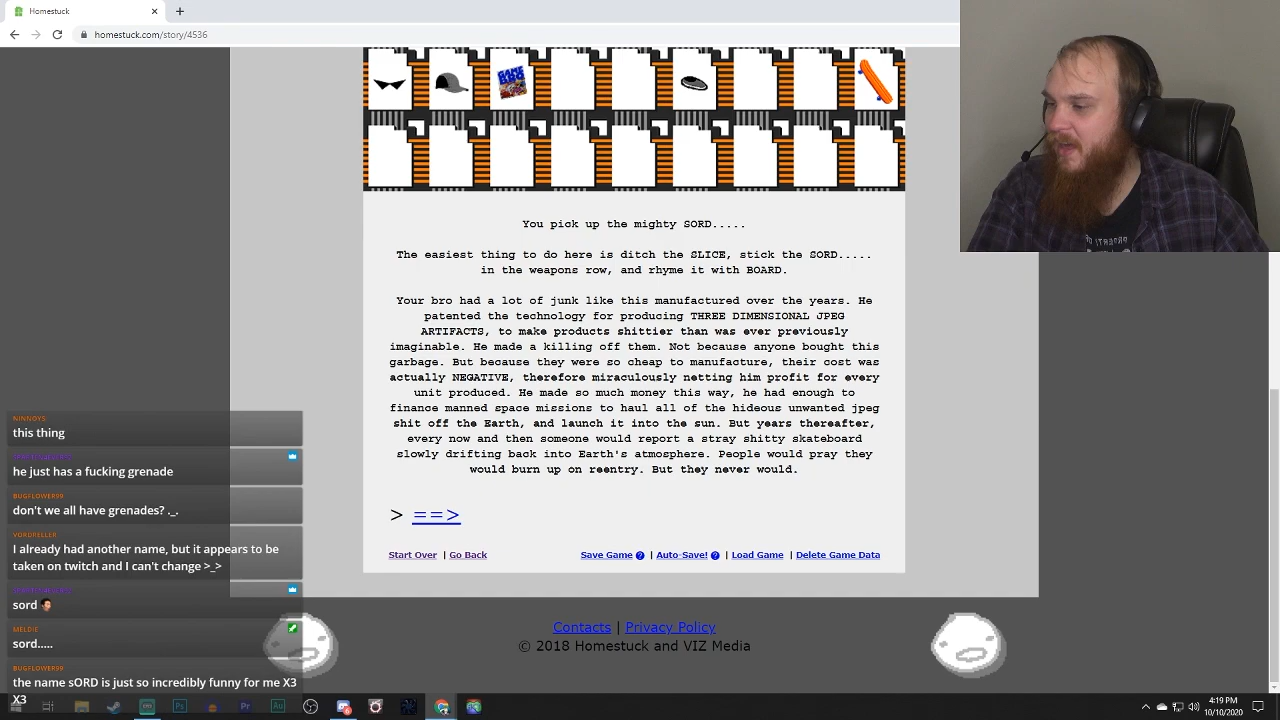 Homestuck
homestuck.com/story/4536
You pick up the mighty SORD.....
The easiest thing to do here is ditch the SLICE, stick the SORD.....
in the weapons row, and rhyme it with BOARD.
Your bro had a lot of junk like this manufactured over the years. He
patented the technology for producing THREE DIMENSIONAL JPEG
ARTIFACTS, to make products shittier than was ever previously
imaginable. He made a killing off them. Not because anyone bought this
garbage. But because they were so cheap to manufacture, their cost was
actually NEGATIVE, therefore miraculously netting him profit for every
unit produced. He made so much money this way, he had enough to
finance manned space missions to haul all of the hideous unwanted jpeg
shit off the Earth, and launch it into the sun. But years thereafter,
every now and then someone would report a stray shitty skateboard
slowly drifting back into Earth's atmosphere. People would pray they
would burn up on reentry. But they never would.
> ==>
Start Over | Go Back Save Game ? | Auto-Save! ? | Load Game | Delete Game Data
Contacts | Privacy Policy
© 2018 Homestuck and VIZ Media
NINNOYS
this thing
he just has a fucking grenade
BUGFLOWER99
don't we all have grenades? ._.
VORDRELLER
I already had another name, but it appears to be
taken on twitch and I can't change >_>
sord
MELDIE
sord.....
BUGFLOWER99
the name sORD is just so incredibly funny for me X3
X3
4:19 PM
10/10/2020